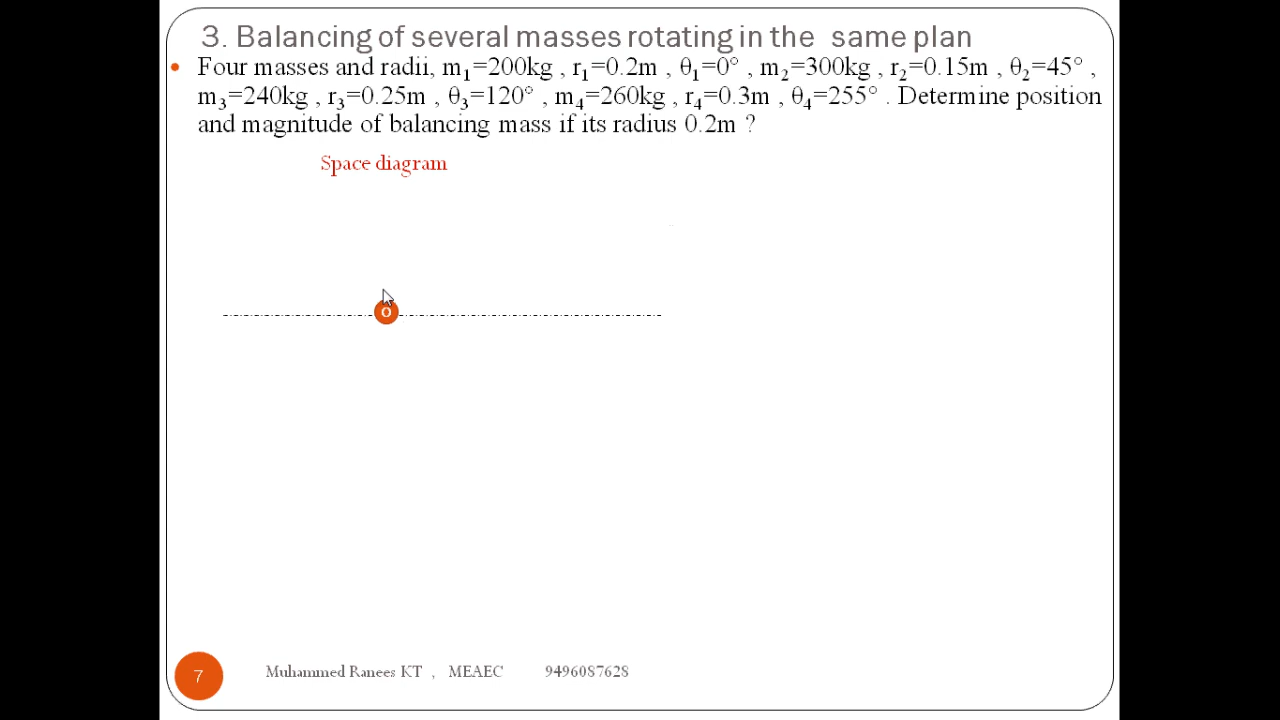 3. Balancing of several masses rotating in the same plan
• Four masses and radii, m₁=200kg , r₁=0.2m , θ₁=0° , m₂=300kg , r₂=0.15m , θ₂=45° ,
m₃=240kg , r₃=0.25m , θ₃=120° , m₄=260kg , r₄=0.3m , θ₄=255° . Determine position
and magnitude of balancing mass if its radius 0.2m ?
Space diagram
O
7 Muhammed Ranees KT , MEAEC 9496087628